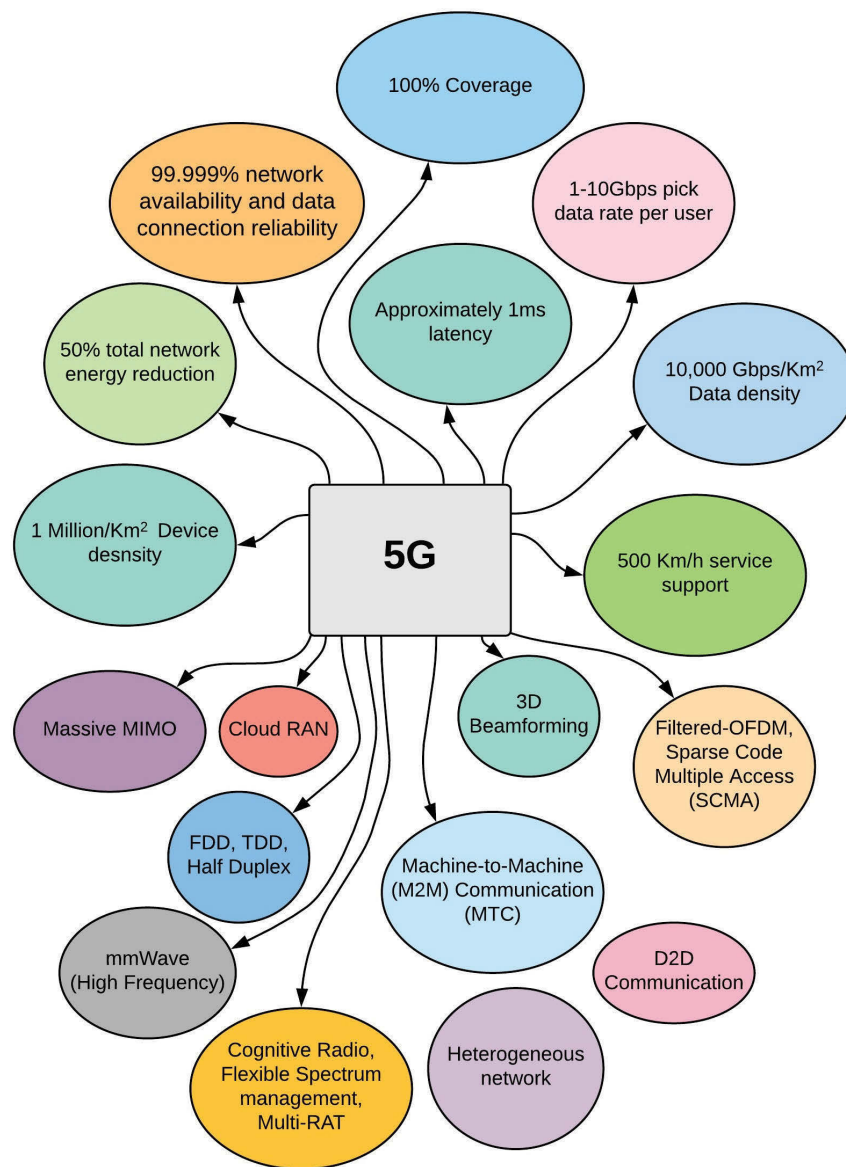 100% Coverage
99.999% network
availability and data
connection reliability
1-10Gbps pick
data rate per user
Approximately 1ms
latency
50% total network
energy reduction
10,000 Gbps/Km²
Data density
1 Million/Km² Device
desnsity
5G
500 Km/h service
support
Massive MIMO
Cloud RAN
3D
Beamforming
Filtered-OFDM,
Sparse Code
Multiple Access
(SCMA)
FDD, TDD,
Half Duplex
Machine-to-Machine
(M2M) Communication
(MTC)
mmWave
(High Frequency)
D2D
Communication
Cognitive Radio,
Flexible Spectrum
management,
Multi-RAT
Heterogeneous
network